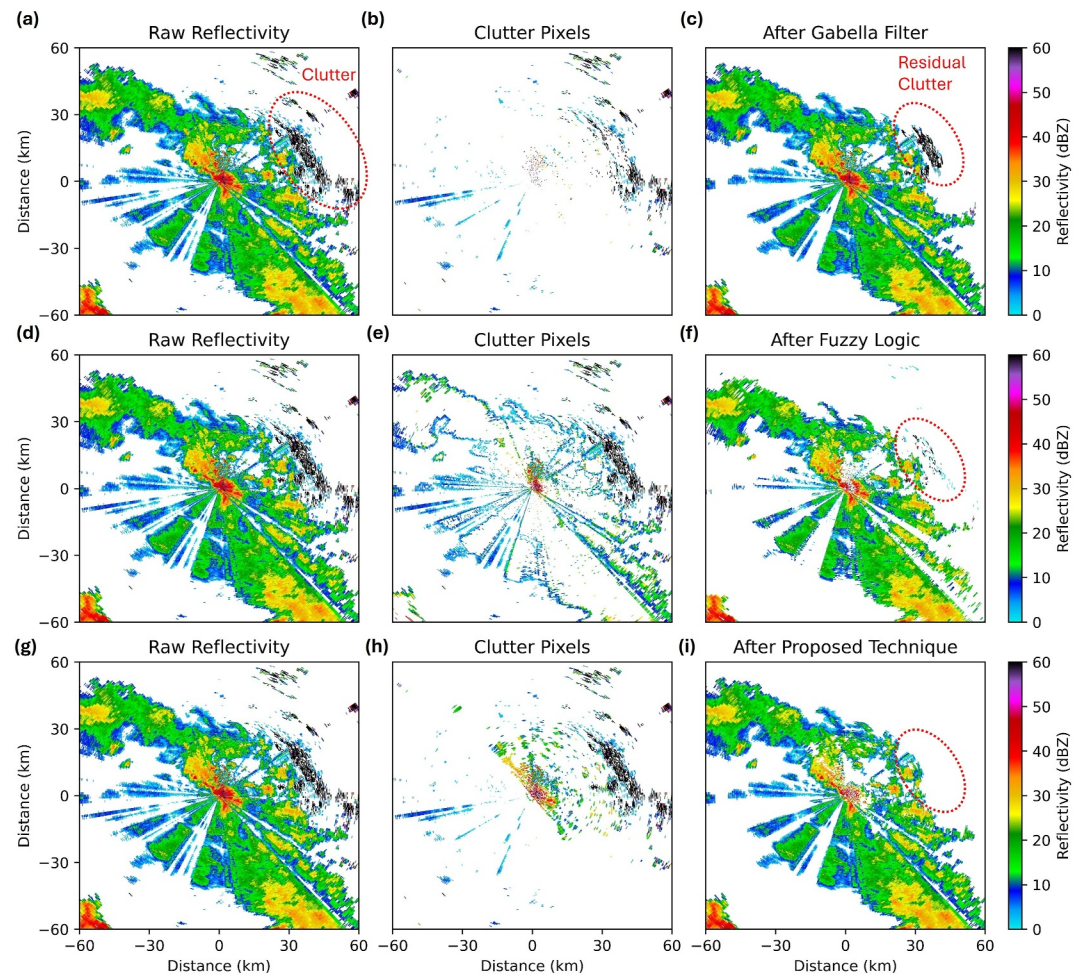 (a)
Raw Reflectivity
(b)
Clutter Pixels
(c)
After Gabella Filter
60
30
0
−30
−60
Distance (km)
Clutter
Residual
Clutter
60
50
40
30
20
10
0
Reflectivity (dBZ)
(d)
Raw Reflectivity
(e)
Clutter Pixels
(f)
After Fuzzy Logic
60
30
0
−30
−60
Distance (km)
60
50
40
30
20
10
0
Reflectivity (dBZ)
(g)
Raw Reflectivity
(h)
Clutter Pixels
(i)
After Proposed Technique
60
30
0
−30
−60
Distance (km)
60
50
40
30
20
10
0
Reflectivity (dBZ)
−60 −30 0 30 60
−60 −30 0 30 60
−60 −30 0 30 60
Distance (km)
Distance (km)
Distance (km)